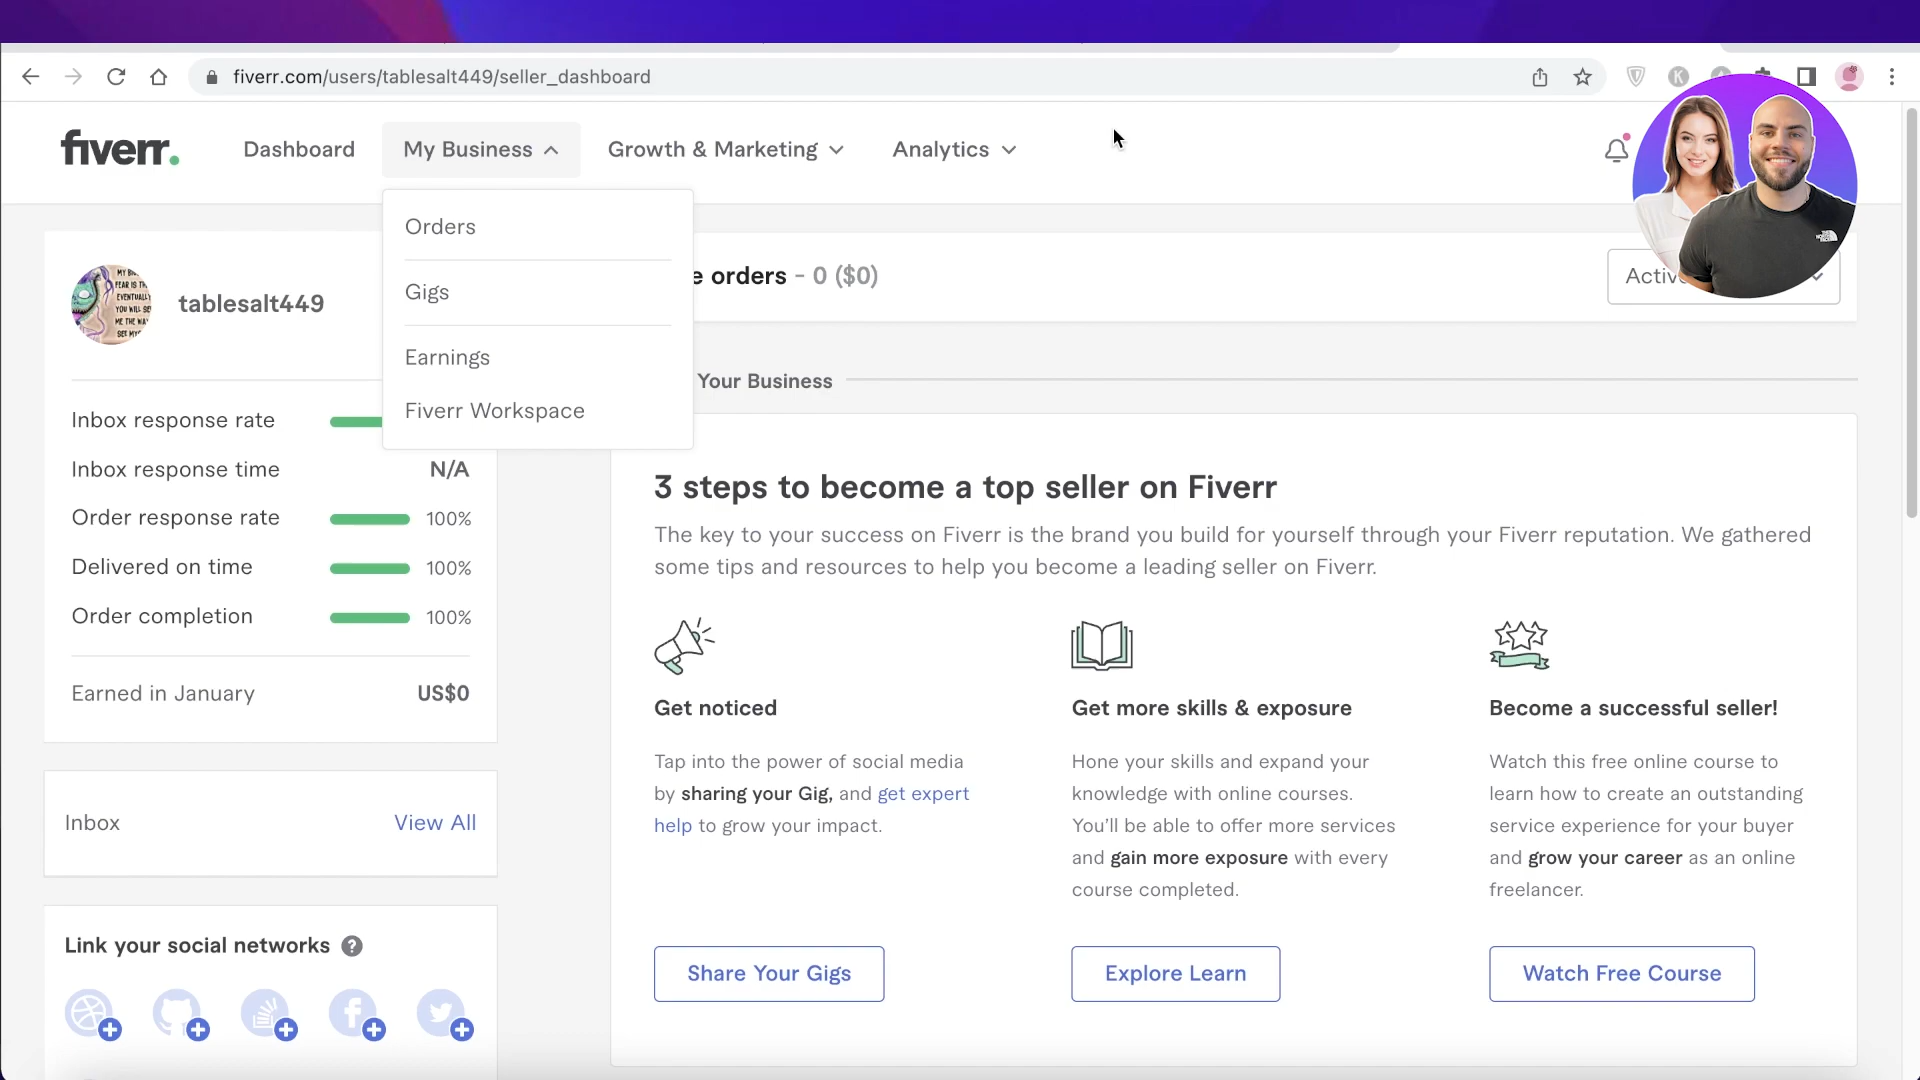 fiverr.com/users/tablesalt449/seller_dashboard
K
fiverr.
Dashboard
My Business
Growth & Marketing
Analytics
Orders
Gigs
Earnings
Fiverr Workspace
e orders - 0 ($0)
Activ
tablesalt449
Inbox response rate
Inbox response time N/A
Order response rate 100%
Delivered on time 100%
Order completion 100%
Earned in January US$0
Inbox View All
Link your social networks ?
Your Business
3 steps to become a top seller on Fiverr
The key to your success on Fiverr is the brand you build for yourself through your Fiverr reputation. We gathered
some tips and resources to help you become a leading seller on Fiverr.
Get noticed
Tap into the power of social media
by sharing your Gig, and get expert
help to grow your impact.
Share Your Gigs
Get more skills & exposure
Hone your skills and expand your
knowledge with online courses.
You'll be able to offer more services
and gain more exposure with every
course completed.
Explore Learn
Become a successful seller!
Watch this free online course to
learn how to create an outstanding
service experience for your buyer
and grow your career as an online
freelancer.
Watch Free Course